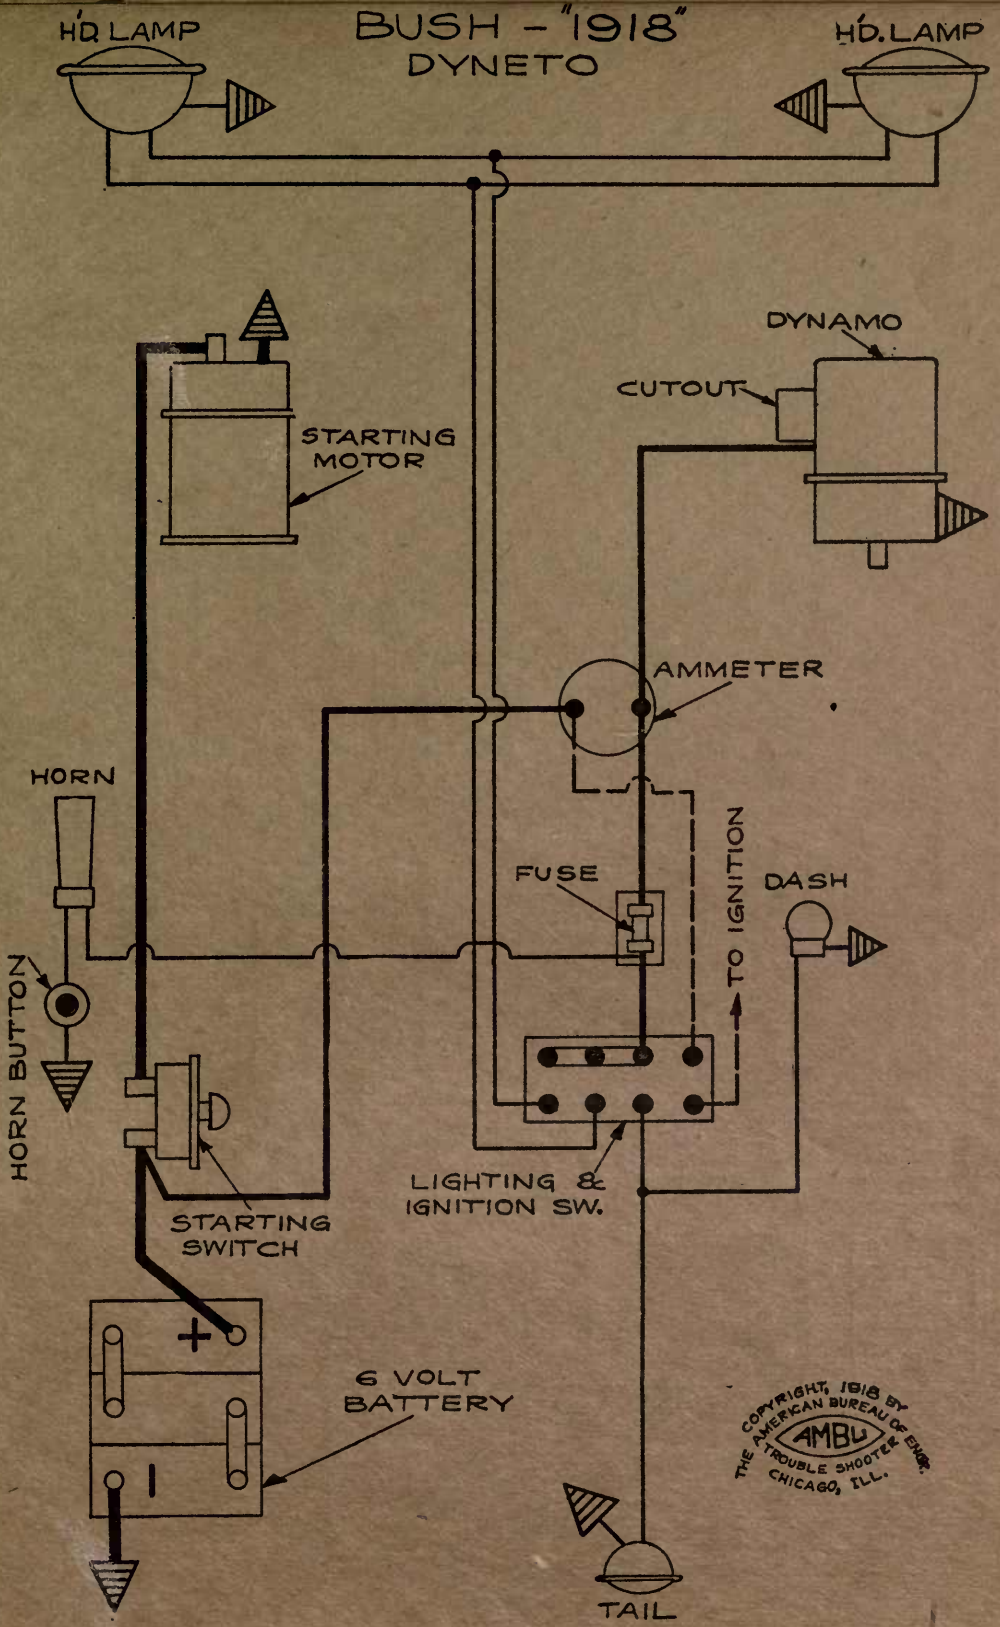 BUSH - "1918"
DYNETO
H'D. LAMP
H'D. LAMP
DYNAMO
CUTOUT
STARTING
MOTOR
AMMETER
HORN
FUSE
DASH
TO IGNITION
HORN BUTTON
LIGHTING &
IGNITION SW.
STARTING
SWITCH
+
6 VOLT
BATTERY
-
COPYRIGHT, 1918 BY
THE AMERICAN BUREAU OF ENGR.
AMBU
TROUBLE SHOOTER
CHICAGO, ILL.
TAIL